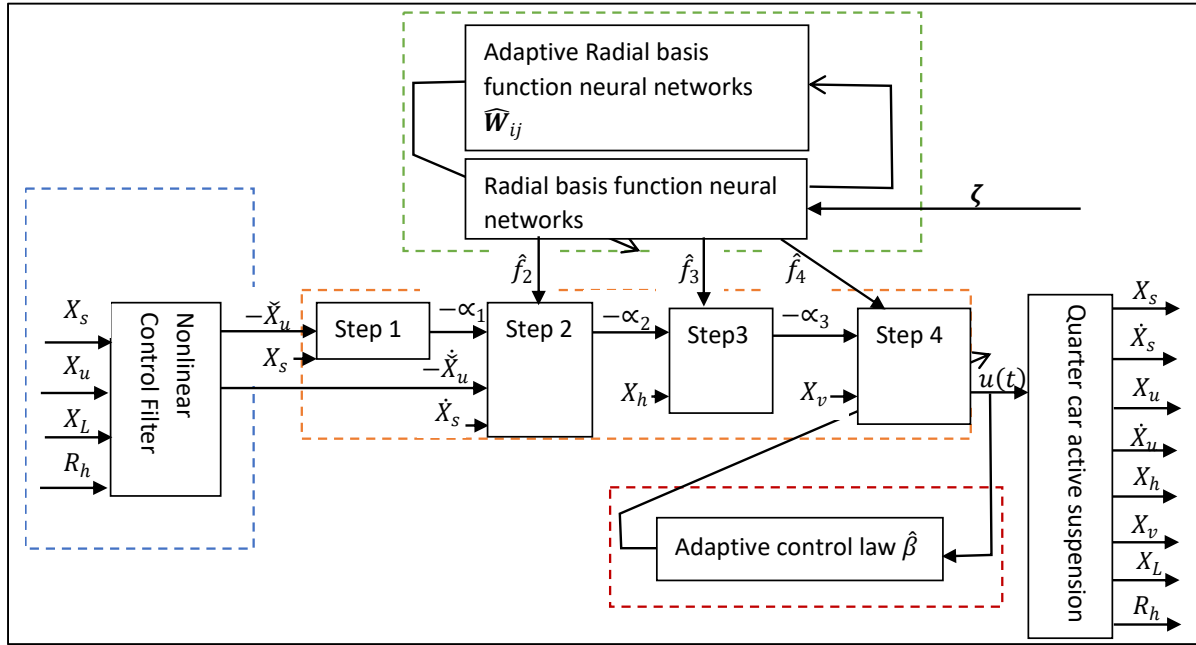 Adaptive Radial basis
function neural networks
Ŵ_ij
Radial basis function neural
networks
ζ
f̂_2
f̂_3
f̂_4
X_s
X_u
X_L
R_h
Nonlinear
Control Filter
−X̌_u
X_s
Step 1
−∝_1
−Ẋ̌_u
Ẋ_s
Step 2
−∝_2
X_h
Step3
−∝_3
X_v
Step 4
u(t)
Adaptive control law β̂
Quarter car active suspension
X_s
Ẋ_s
X_u
Ẋ_u
X_h
X_v
X_L
R_h